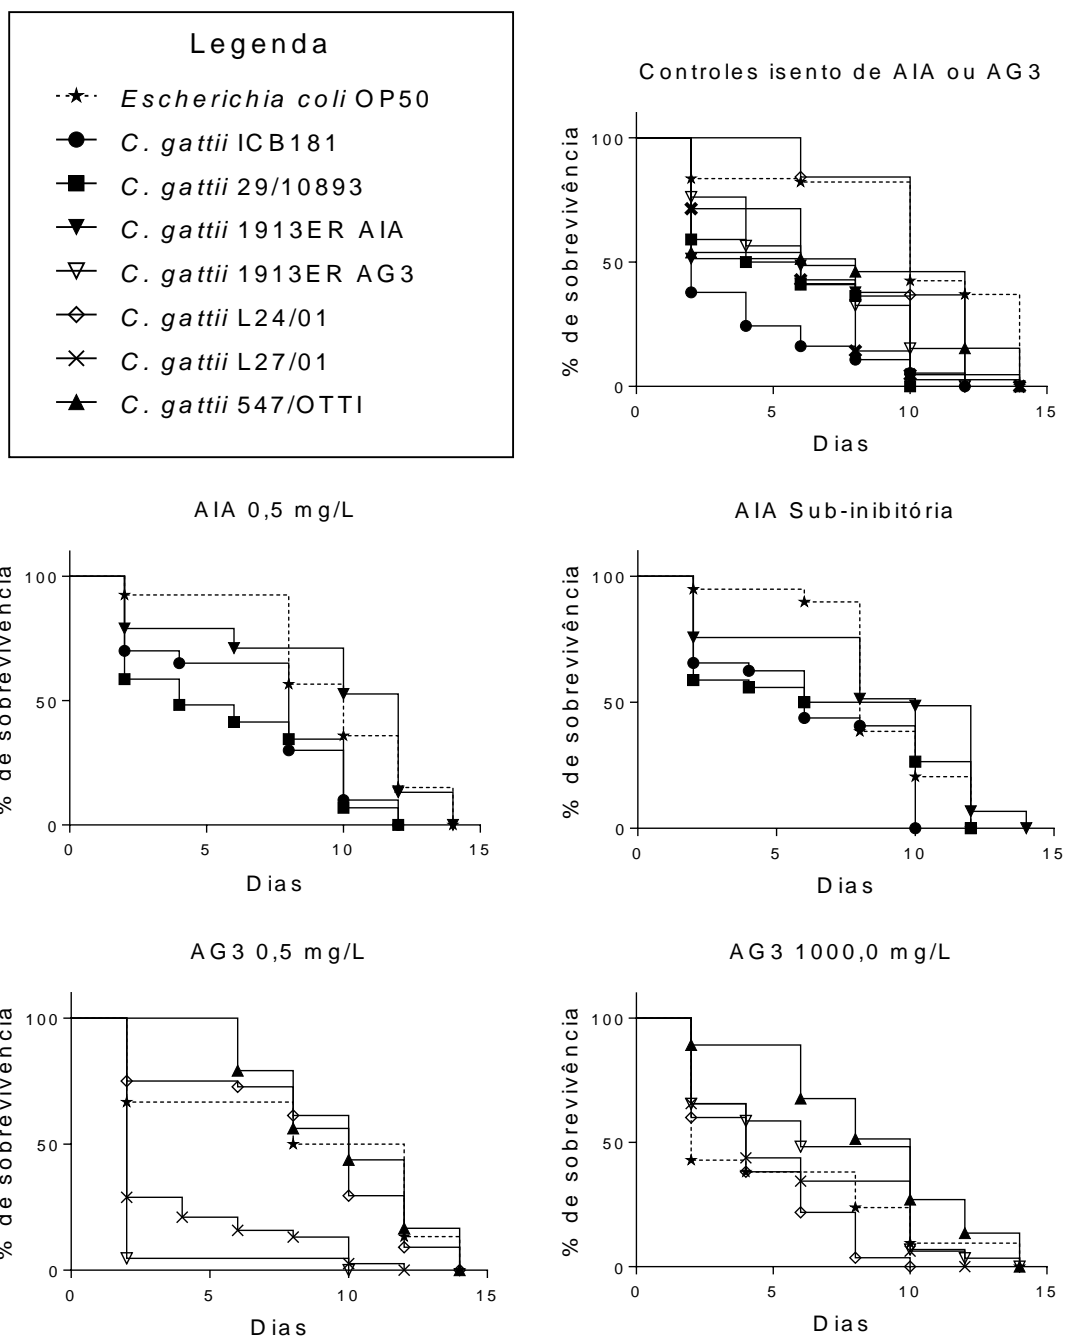 Legenda
Escherichia coli OP50
C. gattii ICB181
C. gattii 29/10893
C. gattii 1913ER AIA
C. gattii 1913ER AG3
C. gattii L24/01
C. gattii L27/01
C. gattii 547/OTTI
Controles isento de AIA ou AG3
% de sobrevivência
100
50
0
0 5 10 15
Dias
AIA 0,5 mg/L
% de sobrevivência
100
50
0
0 5 10 15
Dias
AIA Sub-inibitória
% de sobrevivência
100
50
0
0 5 10 15
Dias
AG3 0,5 mg/L
% de sobrevivência
100
50
0
0 5 10 15
Dias
AG3 1000,0 mg/L
% de sobrevivência
100
50
0
0 5 10 15
Dias